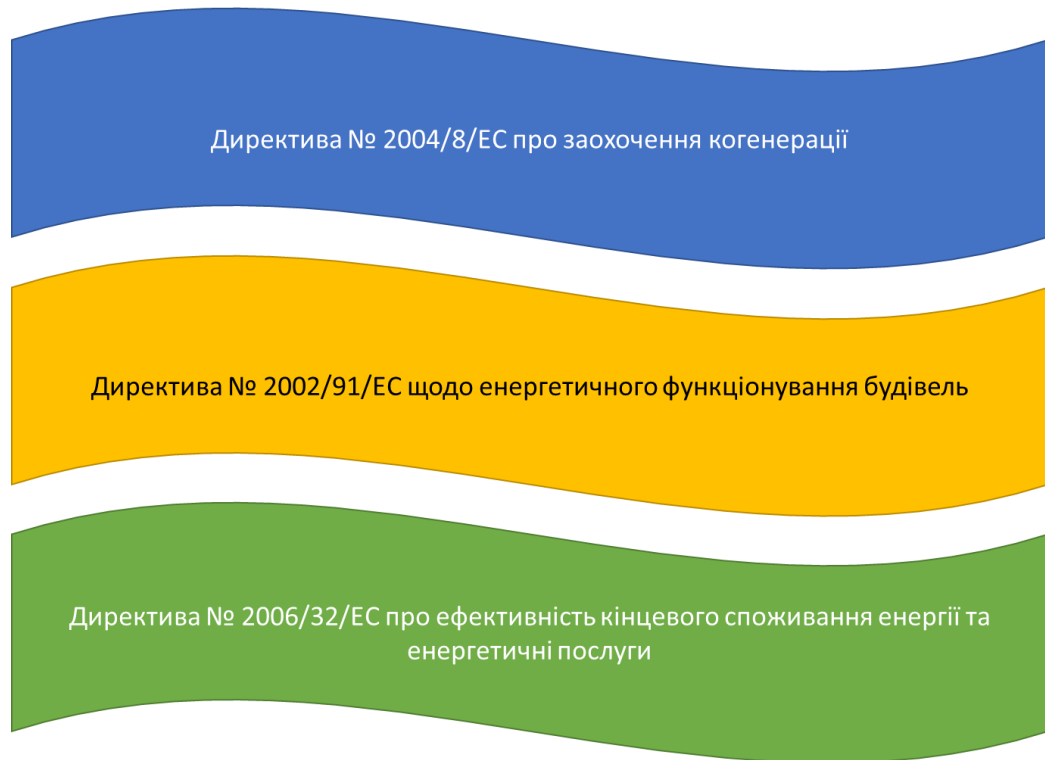 Директива № 2004/8/ЕС про заохочення когенерації
Директива № 2002/91/ЕС щодо енергетичного функціонування будівель
Директива № 2006/32/ЕС про ефективність кінцевого споживання енергії та
енергетичні послуги